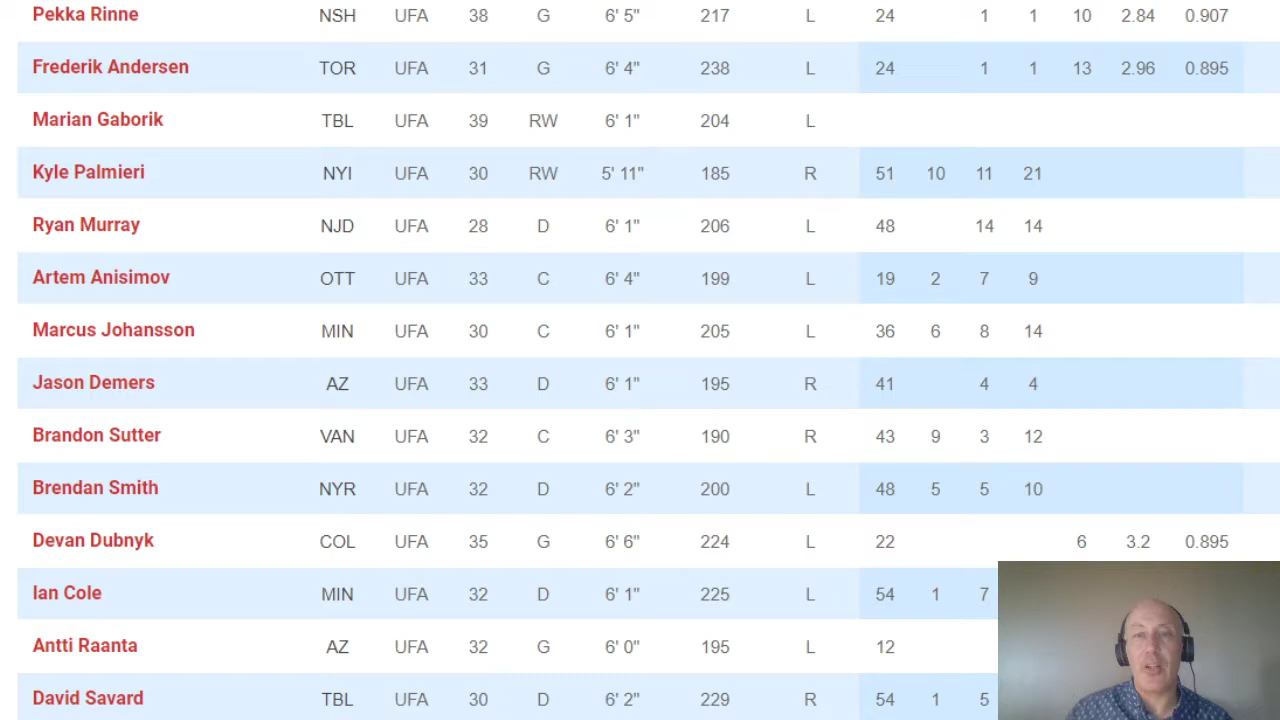 Pekka Rinne NSH UFA 38 G 6' 5" 217 L 24 1 1 10 2.84 0.907
Frederik Andersen TOR UFA 31 G 6' 4" 238 L 24 1 1 13 2.96 0.895
Marian Gaborik TBL UFA 39 RW 6' 1" 204 L
Kyle Palmieri NYI UFA 30 RW 5' 11" 185 R 51 10 11 21
Ryan Murray NJD UFA 28 D 6' 1" 206 L 48 14 14
Artem Anisimov OTT UFA 33 C 6' 4" 199 L 19 2 7 9
Marcus Johansson MIN UFA 30 C 6' 1" 205 L 36 6 8 14
Jason Demers AZ UFA 33 D 6' 1" 195 R 41 4 4
Brandon Sutter VAN UFA 32 C 6' 3" 190 R 43 9 3 12
Brendan Smith NYR UFA 32 D 6' 2" 200 L 48 5 5 10
Devan Dubnyk COL UFA 35 G 6' 6" 224 L 22 6 3.2 0.895
Ian Cole MIN UFA 32 D 6' 1" 225 L 54 1 7
Antti Raanta AZ UFA 32 G 6' 0" 195 L 12
David Savard TBL UFA 30 D 6' 2" 229 R 54 1 5